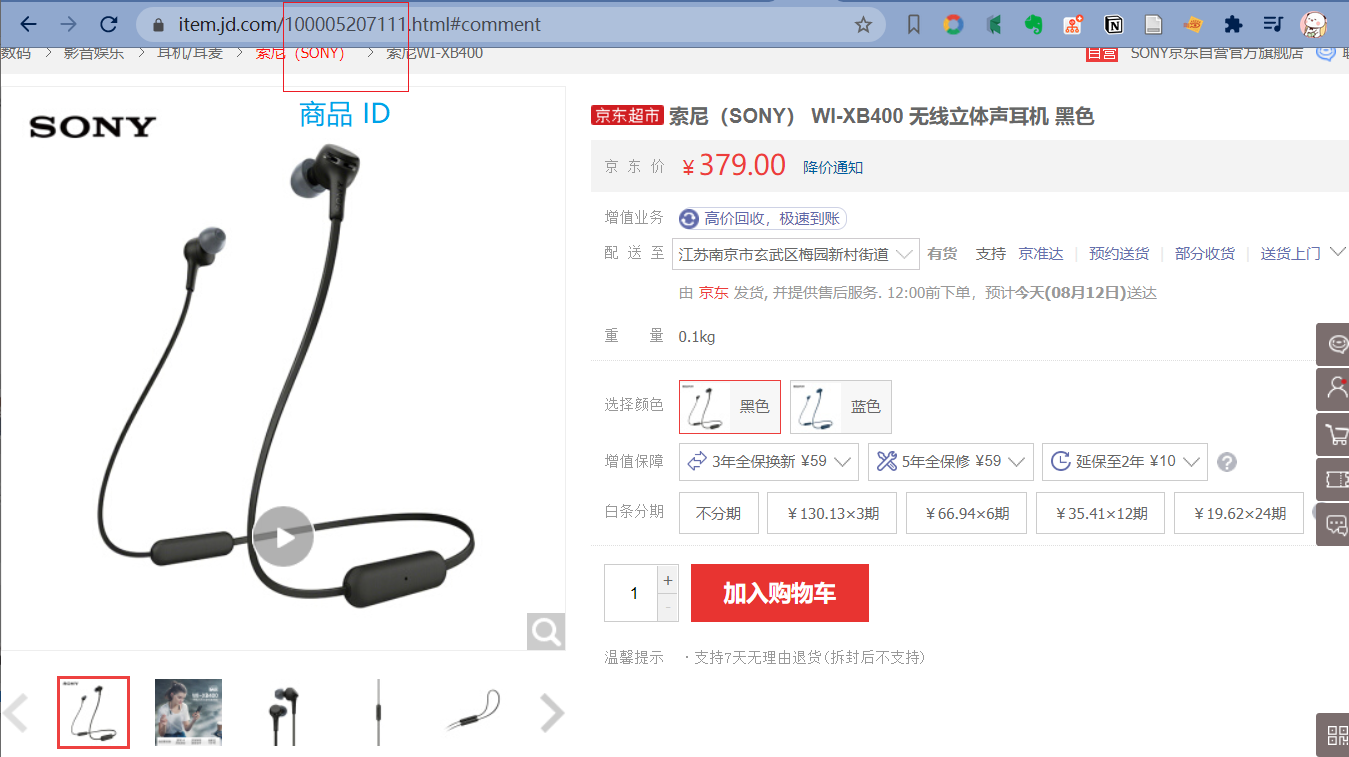 item.jd.com/100005207111.html#comment
数码 > 影音娱乐 > 耳机/耳麦 > 索尼（SONY） > 索尼WI-XB400
自营 SONY京东自营官方旗舰店
商品 ID
SONY
京东超市 索尼（SONY） WI-XB400 无线立体声耳机 黑色
京东价 ￥379.00 降价通知
增值业务 高价回收，极速到账
配送至 江苏南京市玄武区梅园新村街道 有货 支持 京准达 | 预约送货 | 部分收货 | 送货上门
由 京东 发货, 并提供售后服务. 12:00前下单，预计今天(08月12日)送达
重量 0.1kg
选择颜色 黑色 蓝色
增值保障 3年全保换新 ¥59 5年全保修 ¥59 延保至2年 ¥10 ?
白条分期 不分期 ￥130.13×3期 ￥66.94×6期 ￥35.41×12期 ￥19.62×24期
1 + - 加入购物车
温馨提示 ·支持7天无理由退货(拆封后不支持)